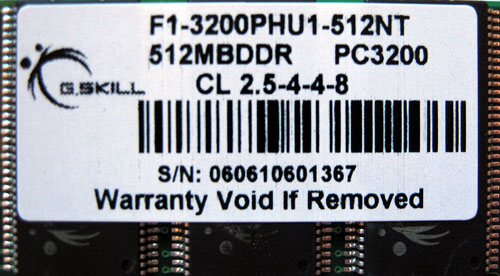 F1-3200PHU1-512NT
512MBDDR PC3200
G.SKILL
CL 2.5-4-4-8
S/N: 060610601367
Warranty Void If Removed